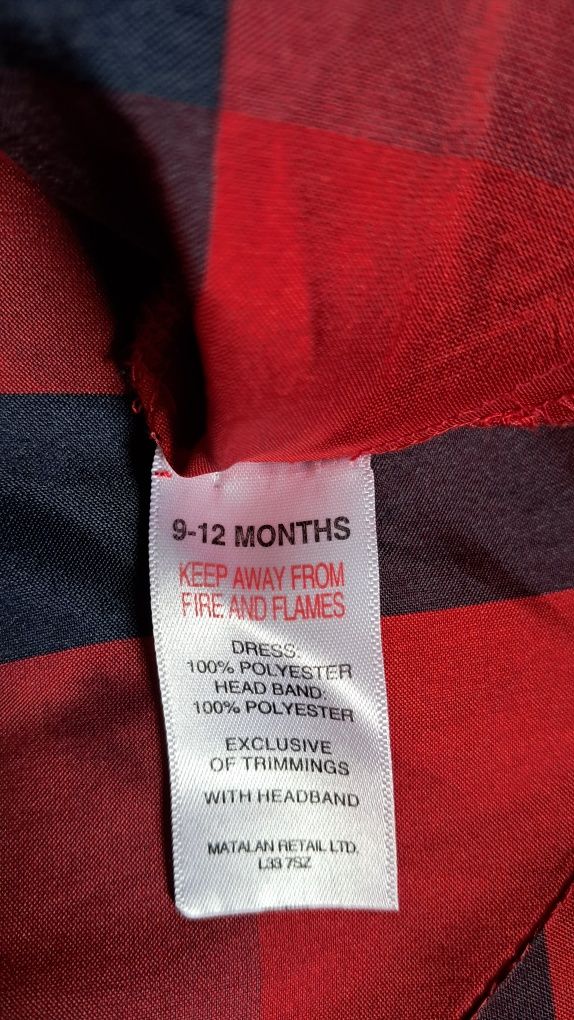 9-12 MONTHS
KEEP AWAY FROM
FIRE AND FLAMES
DRESS:
100% POLYESTER
HEAD BAND:
100% POLYESTER
EXCLUSIVE
OF TRIMMINGS
WITH HEADBAND
MATALAN RETAIL LTD.
L33 7SZ